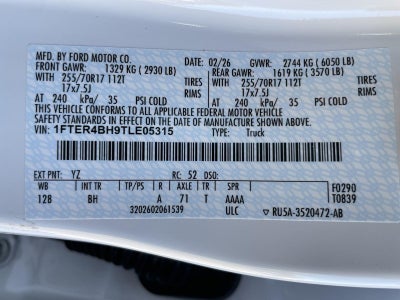 MFD. BY FORD MOTOR CO. 02/26 GVWR: 2744 KG ( 6050 LB)
FRONT GAWR: 1329 KG ( 2930 LB) REAR GAWR: 1619 KG ( 3570 LB)
255/70R17 112T 255/70R17 112T
17x7.5J 17x7.5J
AT 240 kPa/ 35 PSI COLD AT 240 kPa/ 35 PSI COLD
THIS VEHICLE CONFORMS TO ALL APPLICABLE FEDERAL MOTOR VEHICLE
SAFETY STANDARDS IN EFFECT ON THE DATE OF MANUFACTURE SHOWN ABOVE.
VIN: 1FTER4BH9TLE05315 TYPE: Truck
EXT PNT: YZ RC: 52 DSO: F0290
WB BRK INT TR TP/PS R AXLE TR SPR T0839
128 BH A 71 T AAAA
3202602061539 ULC RU5A-3520472-AB